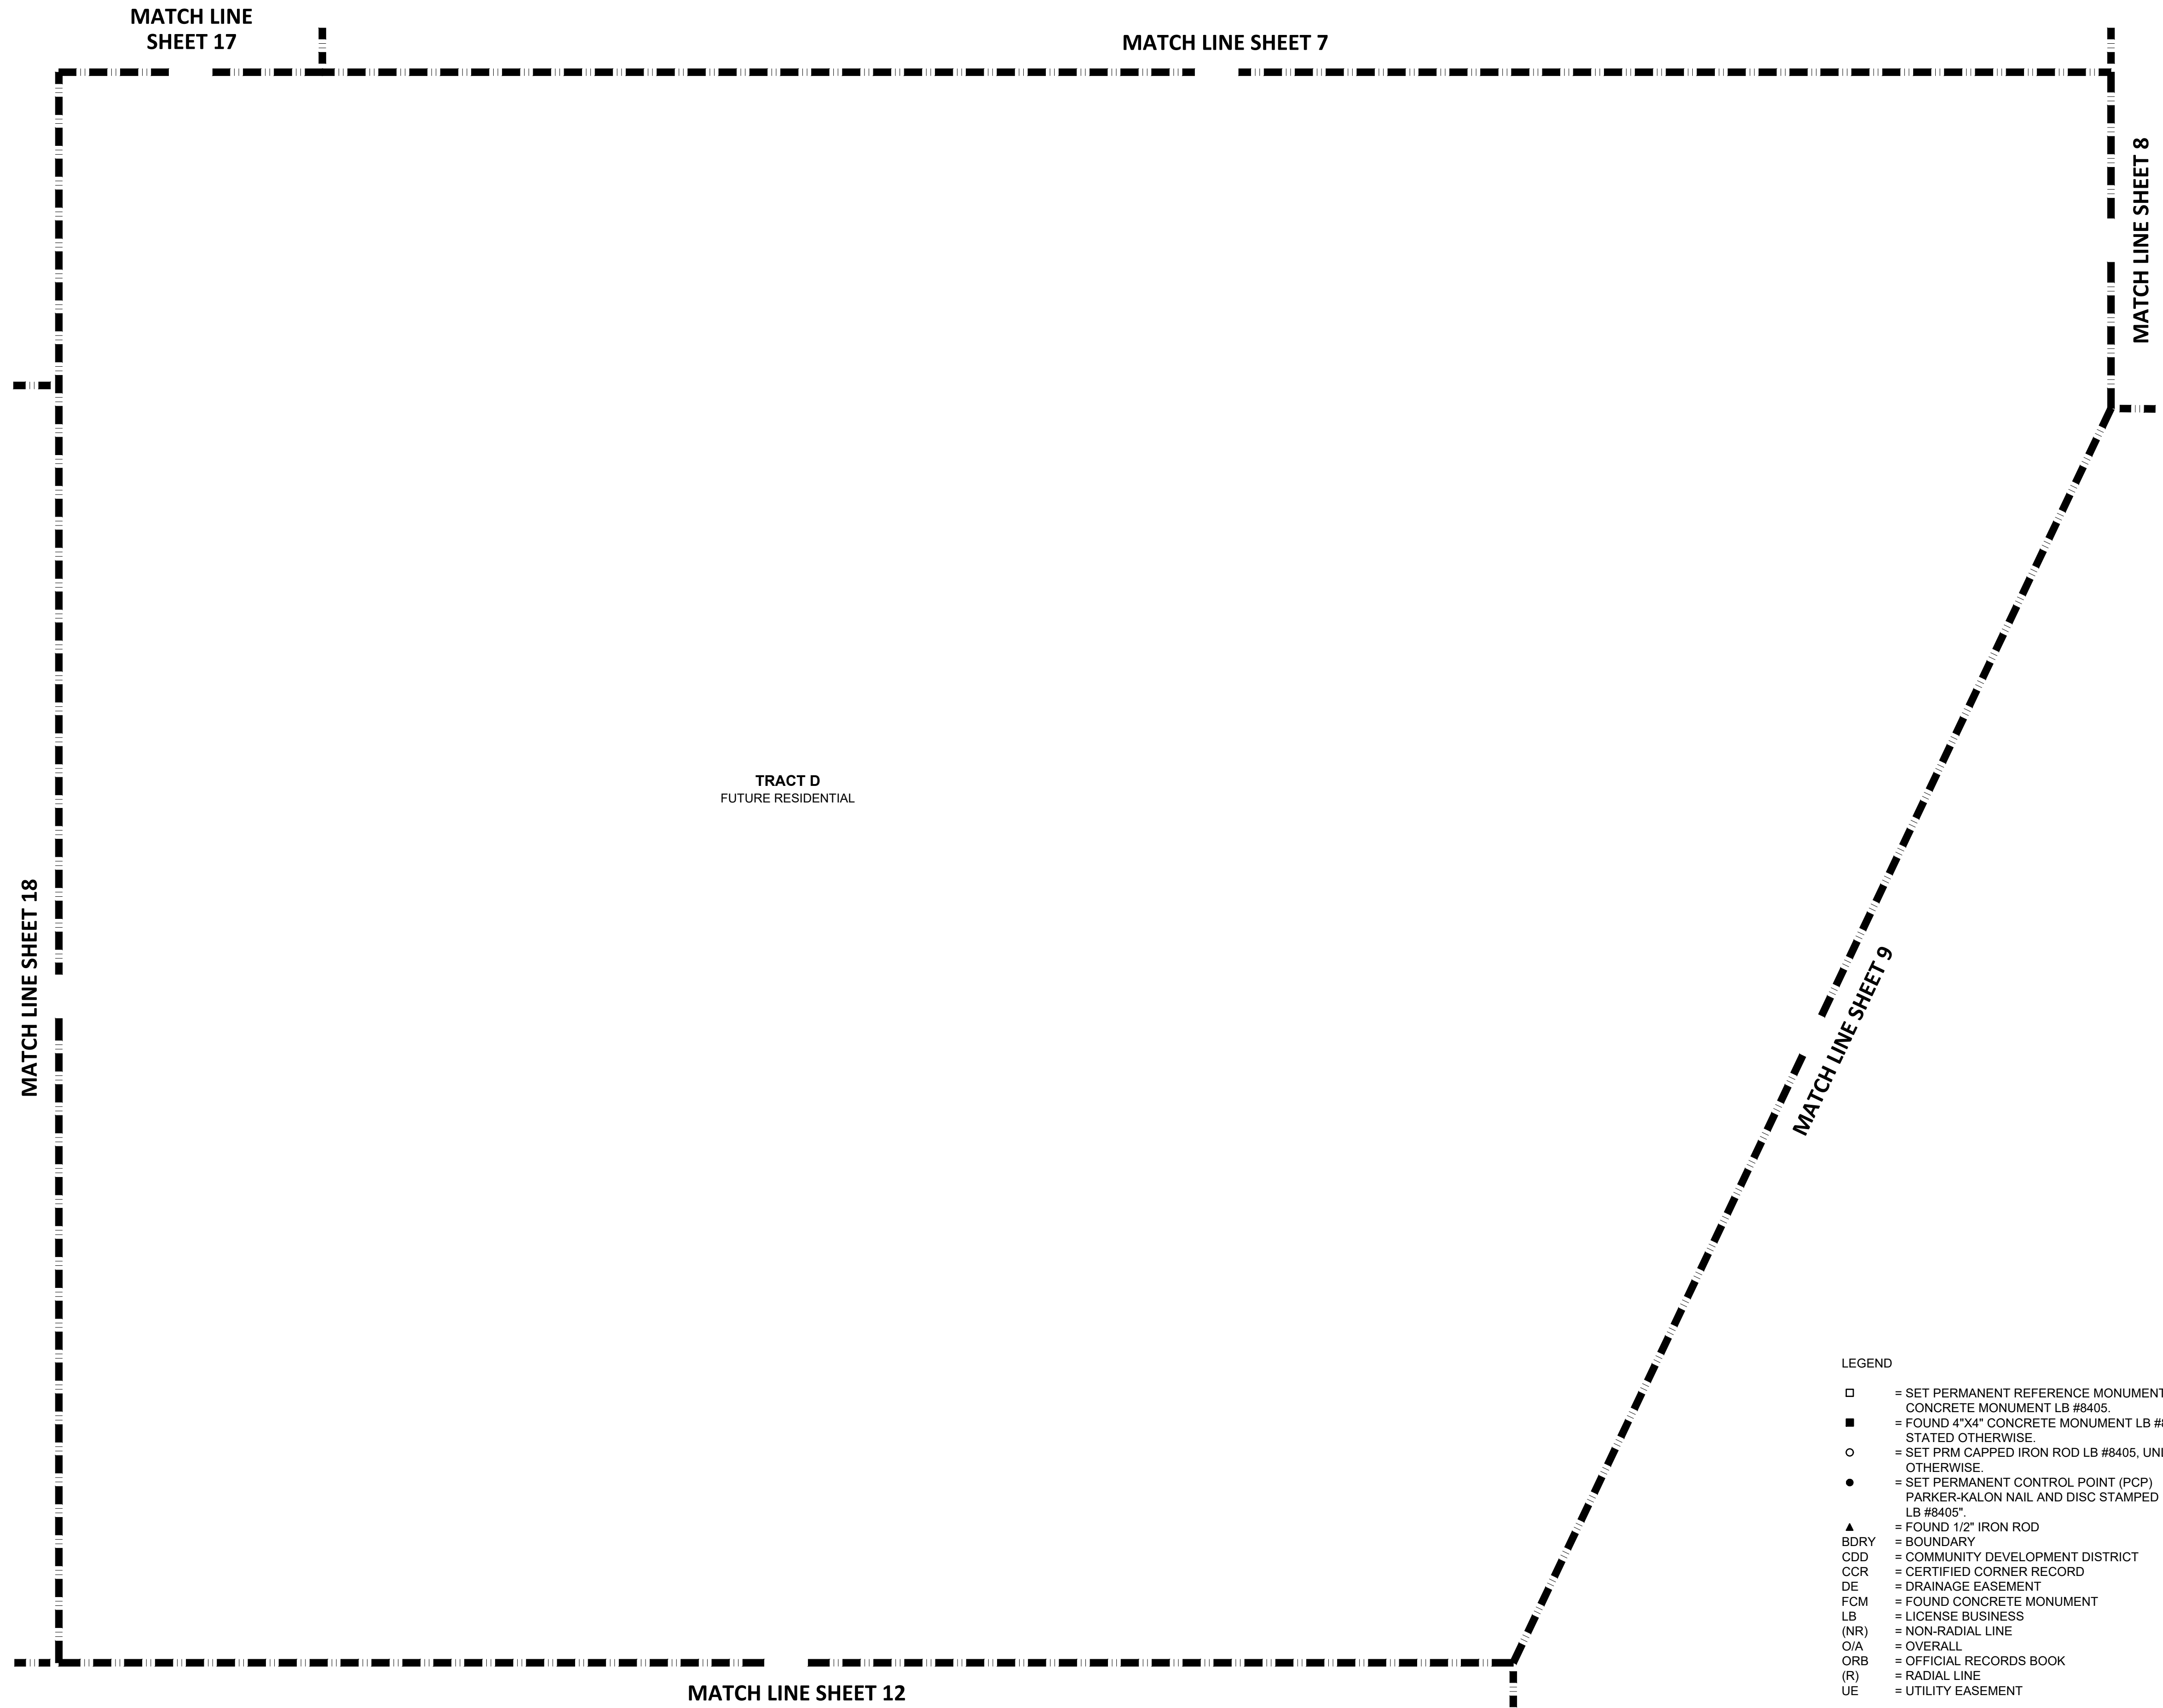 MATCH LINE
SHEET 17
MATCH LINE SHEET 7
MATCH LINE SHEET 8
TRACT D
FUTURE RESIDENTIAL
MATCH LINE SHEET 18
MATCH LINE SHEET 9
MATCH LINE SHEET 12
LEGEND
= SET PERMANENT REFERENCE MONUMENT
CONCRETE MONUMENT LB #8405.
= FOUND 4"X4" CONCRETE MONUMENT LB
STATED OTHERWISE.
= SET PRM CAPPED IRON ROD LB #8405,
OTHERWISE.
= SET PERMANENT CONTROL POINT (PCP)
PARKER-KALON NAIL AND DISC STAMPED
LB #8405".
= FOUND 1/2" IRON ROD
BDRY = BOUNDARY
CDD = COMMUNITY DEVELOPMENT DISTRICT
CCR = CERTIFIED CORNER RECORD
DE = DRAINAGE EASEMENT
FCM = FOUND CONCRETE MONUMENT
LB = LICENSE BUSINESS
(NR) = NON-RADIAL LINE
O/A = OVERALL
ORB = OFFICIAL RECORDS BOOK
(R) = RADIAL LINE
UE = UTILITY EASEMENT